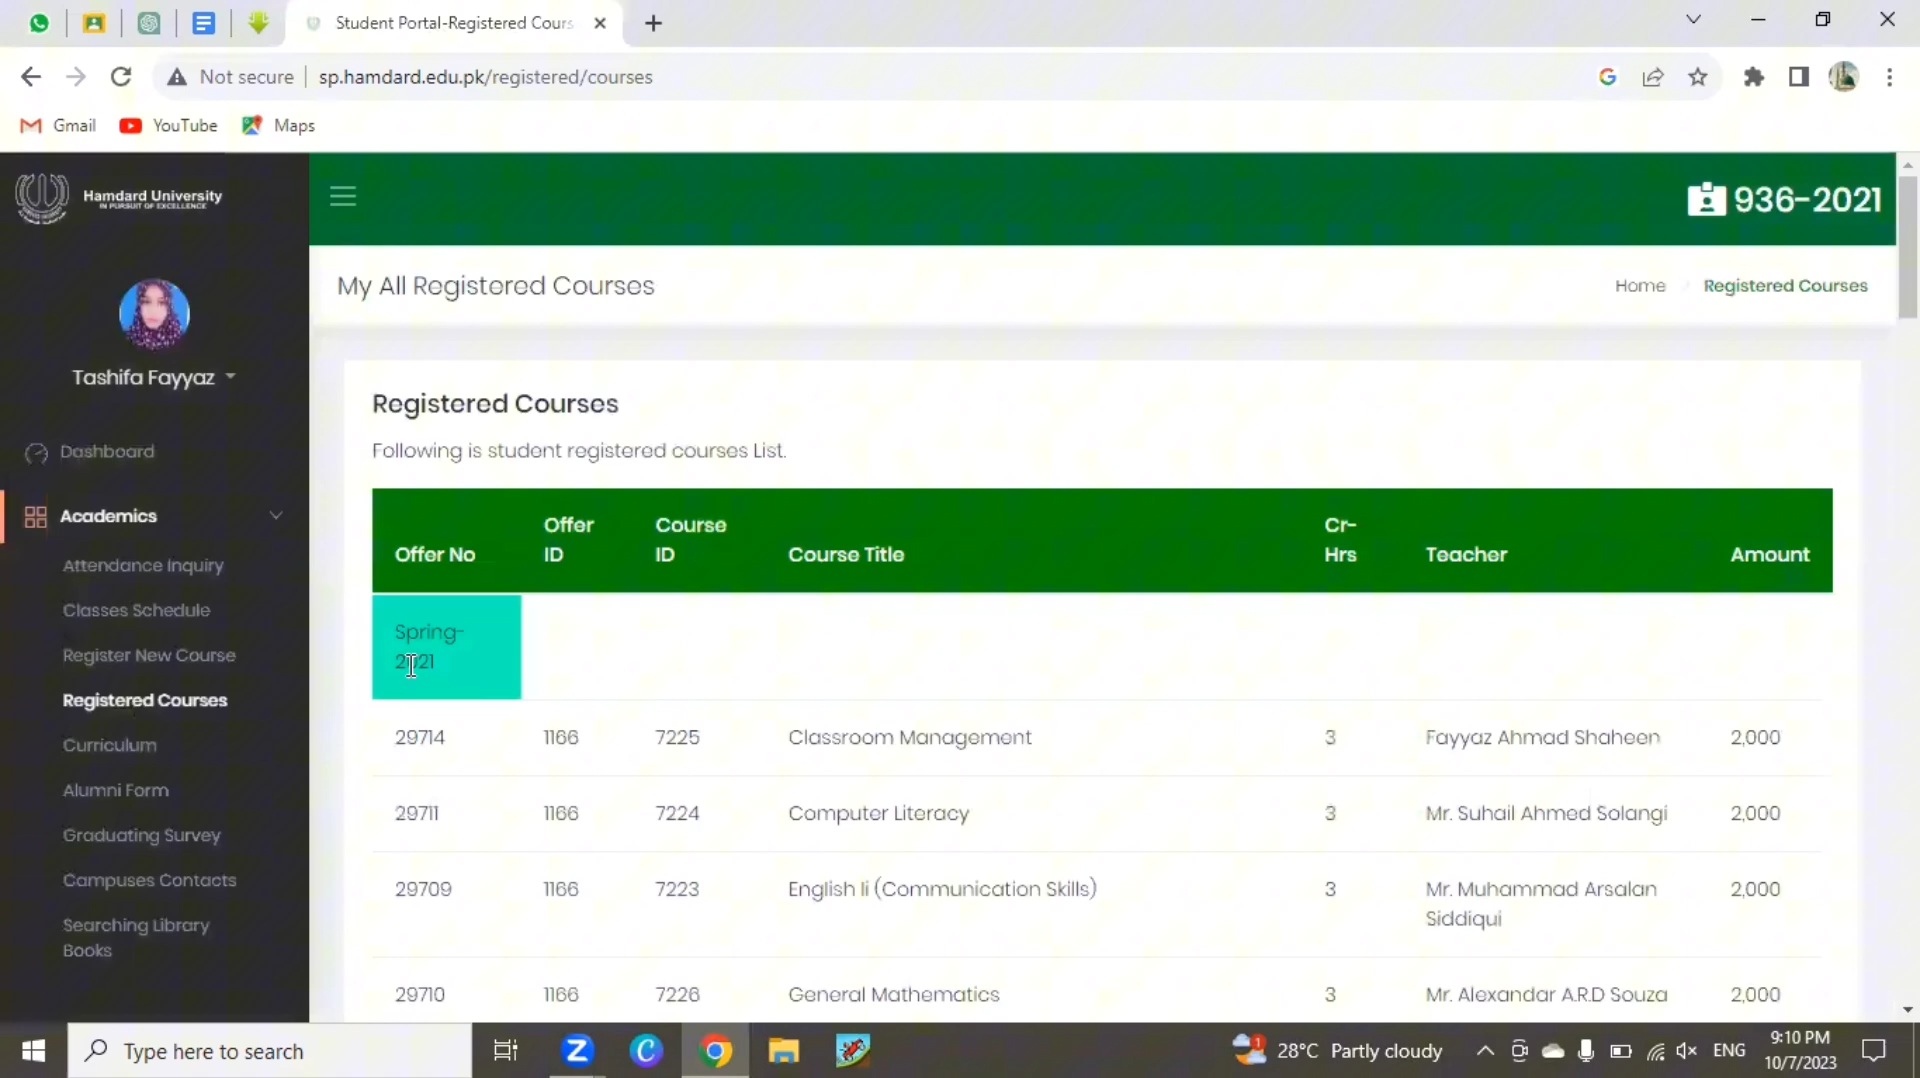 Student Portal-Registered Cours
Not secure
sp.hamdard.edu.pk/registered/courses
Gmail
YouTube
Maps
Hamdard University
IN PURSUIT OF EXCELLENCE
936-2021
My All Registered Courses
Home
Registered Courses
Tashifa Fayyaz
Dashboard
Academics
Attendance Inquiry
Classes Schedule
Register New Course
Registered Courses
Curriculum
Alumni Form
Graduating Survey
Campuses Contacts
Searching Library
Books
Registered Courses
Following is student registered courses List.
Offer No Offer ID Course ID Course Title Cr-Hrs Teacher Amount
Spring-
2021
29714 1166 7225 Classroom Management 3 Fayyaz Ahmad Shaheen 2,000
29711 1166 7224 Computer Literacy 3 Mr. Suhail Ahmed Solangi 2,000
29709 1166 7223 English Ii (Communication Skills) 3 Mr. Muhammad Arsalan 2,000
Siddiqui
29710 1166 7226 General Mathematics 3 Mr. Alexandar A.R.D Souza 2,000
Type here to search
Z
C
1
28°C Partly cloudy
ENG
9:10 PM
10/7/2023